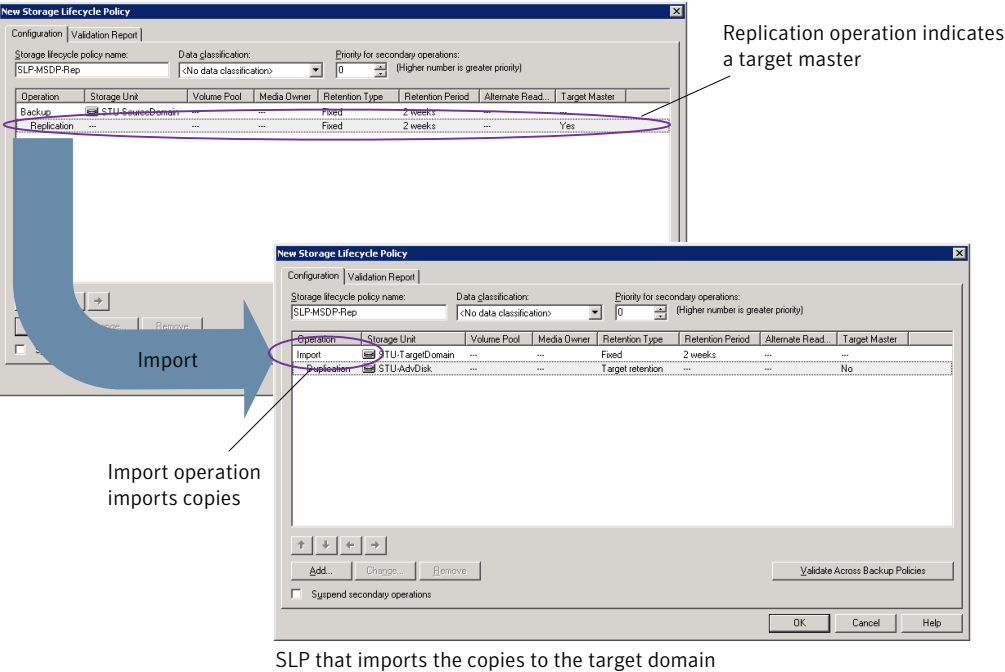 New Storage Lifecycle Policy
Configuration Validation Report
Storage lifecycle policy name: Data classification: Priority for secondary operations:
SLP-MSDP-Rep <No data classification> 0 (Higher number is greater priority)
Operation Storage Unit Volume Pool Media Owner Retention Type Retention Period Alternate Read... Target Master
Backup STU-SourceDomain --- --- Fixed 2 weeks --- ---
Replication --- --- --- Fixed 2 weeks --- Yes
Remove
Replication operation indicates
a target master
Import
New Storage Lifecycle Policy
Configuration Validation Report
Storage lifecycle policy name: Data classification: Priority for secondary operations:
SLP-MSDP-Rep <No data classification> 0 (Higher number is greater priority)
Operation Storage Unit Volume Pool Media Owner Retention Type Retention Period Alternate Read... Target Master
Import STU-TargetDomain --- --- Fixed 2 weeks --- ---
Duplication STU-AdvDisk --- --- Target retention --- --- No
Import operation
imports copies
Add... Change... Remove Validate Across Backup Policies
Suspend secondary operations
OK Cancel Help
SLP that imports the copies to the target domain